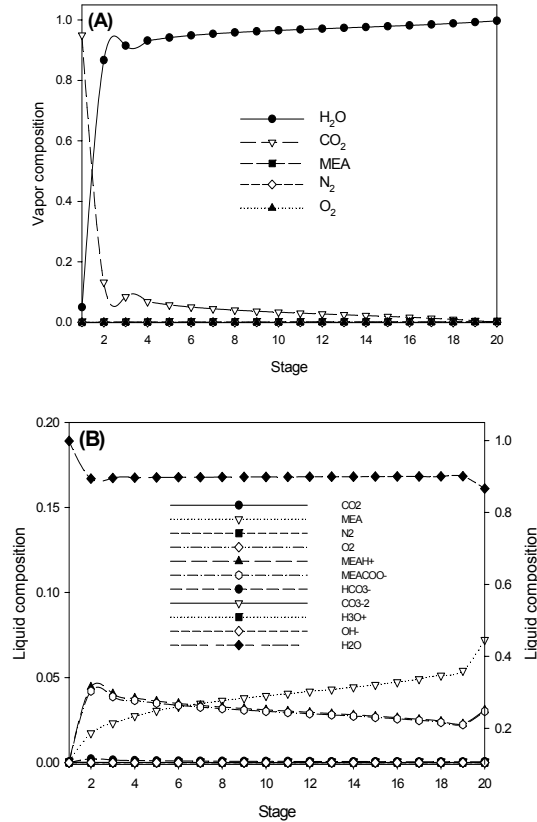 (A)
1.0
0.8
0.6
0.4
0.2
0.0
Vapor composition
H2O
CO2
MEA
N2
O2
2 4 6 8 10 12 14 16 18 20
Stage
(B)
0.20
0.15
0.10
0.05
0.00
Liquid composition
CO2
MEA
N2
O2
MEAH+
MEACOO-
HCO3-
CO3-2
H3O+
OH-
H2O
1.0
0.8
0.6
0.4
0.2
Liquid composition
2 4 6 8 10 12 14 16 18 20
Stage